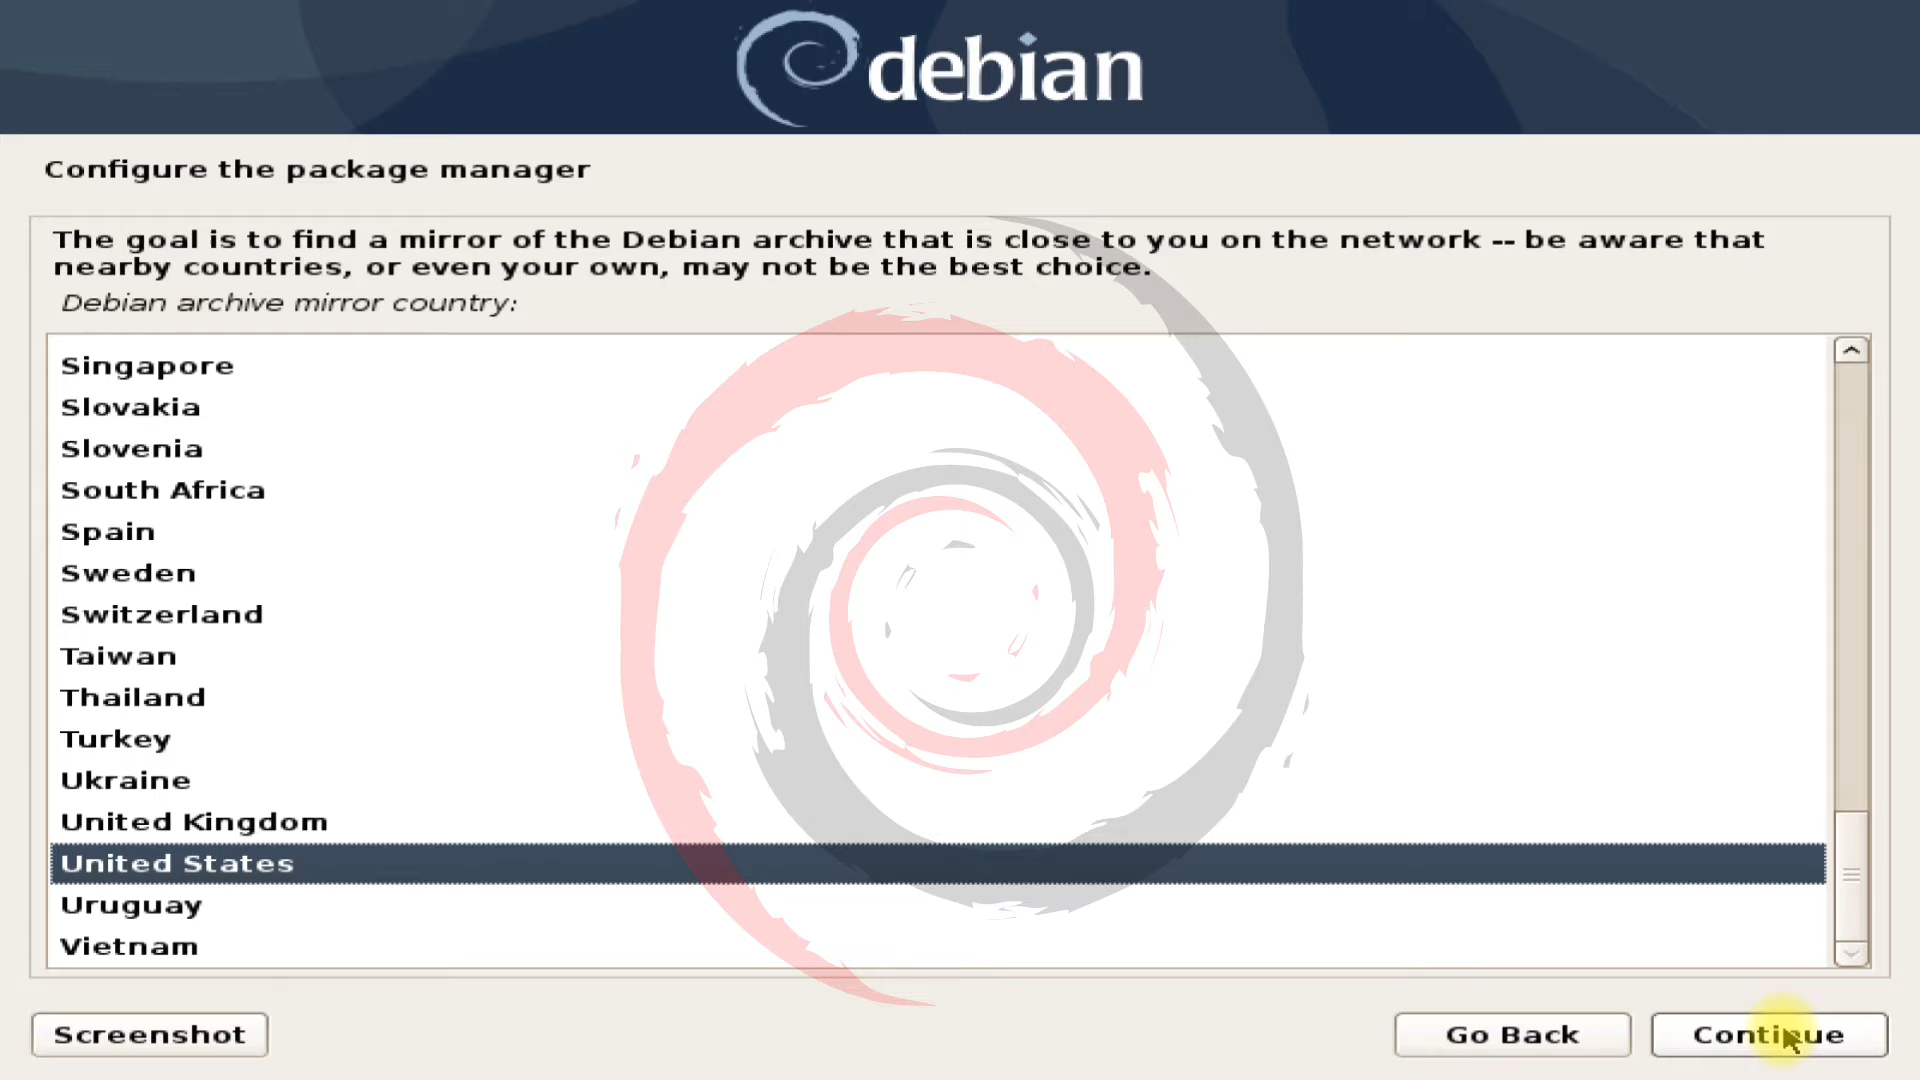 debian
Configure the package manager
The goal is to find a mirror of the Debian archive that is close to you on the network -- be aware that
nearby countries, or even your own, may not be the best choice.
Debian archive mirror country:
Singapore
Slovakia
Slovenia
South Africa
Spain
Sweden
Switzerland
Taiwan
Thailand
Turkey
Ukraine
United Kingdom
United States
Uruguay
Vietnam
Screenshot
Go Back
Continue